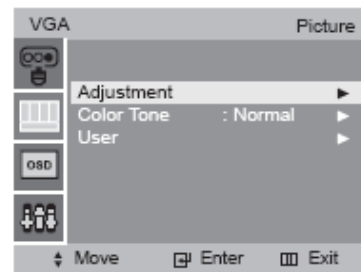 VGA Picture
Adjustment
Color Tone : Normal
User
OSD
Move Enter Exit